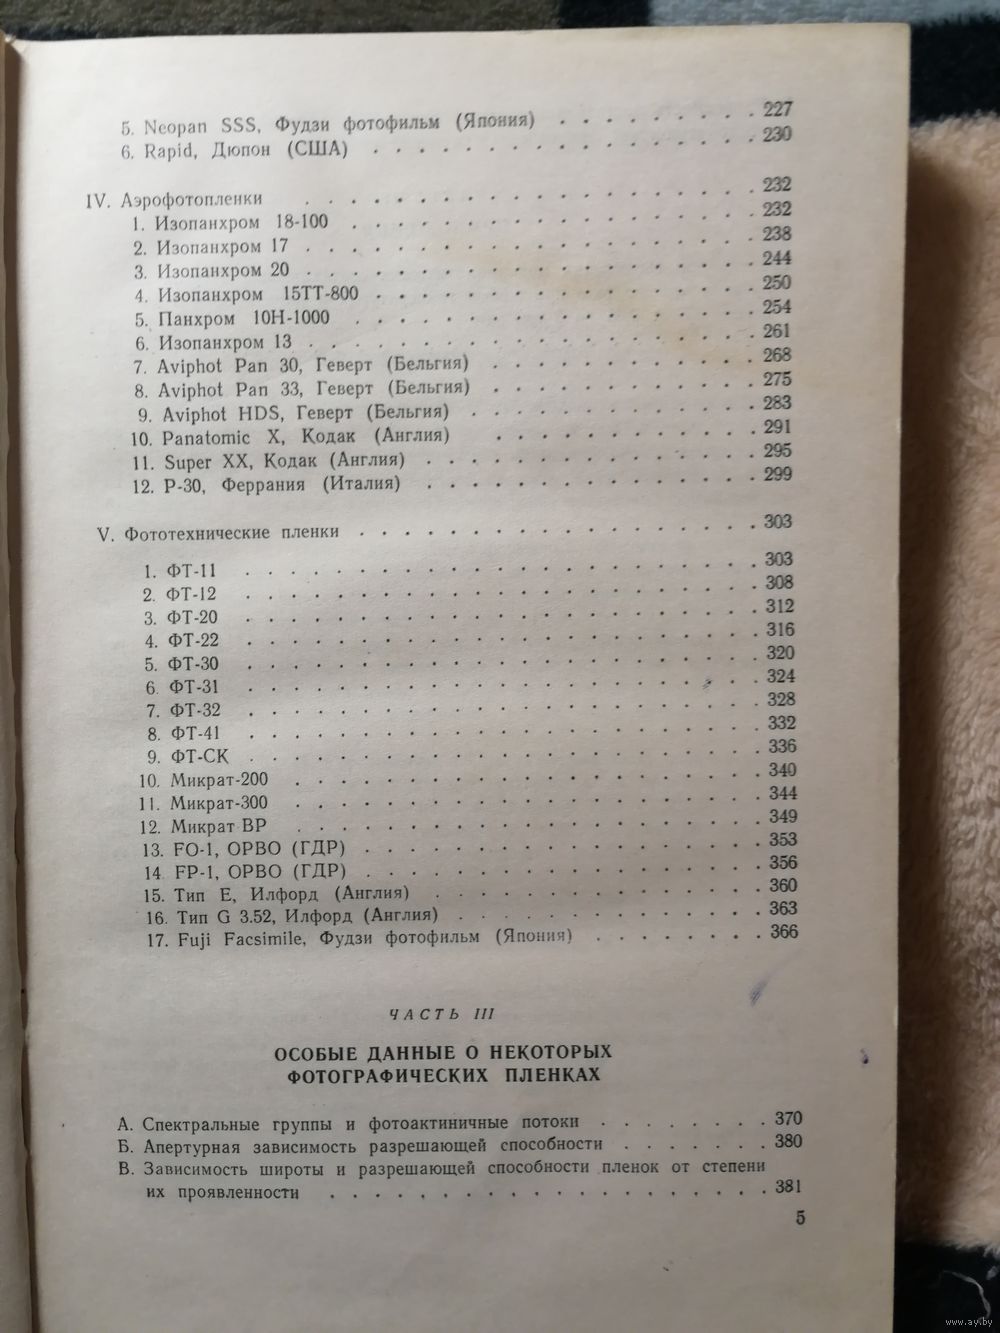 5. Neopan SSS, Фудзи фотофильм (Япония) . . . . . . . . . 227
6. Rapid, Дюпон (США) . . . . . . . . . . . . . . . . . 230
IV. Аэрофотопленки . . . . . . . . . . . . . . . . . . . . 232
1. Изопанхром 18-100 . . . . . . . . . . . . . . . . . . 232
2. Изопанхром 17 . . . . . . . . . . . . . . . . . . . . 238
3. Изопанхром 20 . . . . . . . . . . . . . . . . . . . . 244
4. Изопанхром 15ТТ-800 . . . . . . . . . . . . . . . . . 250
5. Панхром 10Н-1000 . . . . . . . . . . . . . . . . . . 254
6. Изопанхром 13 . . . . . . . . . . . . . . . . . . . . 261
7. Aviphot Pan 30, Геверт (Бельгия) . . . . . . . . . . . . 268
8. Aviphot Pan 33, Геверт (Бельгия) . . . . . . . . . . . . 275
9. Aviphot HDS, Геверт (Бельгия) . . . . . . . . . . . . . 283
10. Panatomic X, Кодак (Англия) . . . . . . . . . . . . 291
11. Super XX, Кодак (Англия) . . . . . . . . . . . . . . . 295
12. Р-30, Феррания (Италия) . . . . . . . . . . . . . . . 299
V. Фототехнические пленки . . . . . . . . . . . . . . . . . . 303
1. ФТ-11 . . . . . . . . . . . . . . . . . . . . . . . 303
2. ФТ-12 . . . . . . . . . . . . . . . . . . . . . . . 308
3. ФТ-20 . . . . . . . . . . . . . . . . . . . . . . . 312
4. ФТ-22 . . . . . . . . . . . . . . . . . . . . . . . 316
5. ФТ-30 . . . . . . . . . . . . . . . . . . . . . . . 320
6. ФТ-31 . . . . . . . . . . . . . . . . . . . . . . . 324
7. ФТ-32 . . . . . . . . . . . . . . . . . . . . . . . 328
8. ФТ-41 . . . . . . . . . . . . . . . . . . . . . . . 332
9. ФТ-СК . . . . . . . . . . . . . . . . . . . . . . . 336
10. Микрат-200 . . . . . . . . . . . . . . . . . . . . . 340
11. Микрат-300 . . . . . . . . . . . . . . . . . . . . . 344
12. Микрат ВР . . . . . . . . . . . . . . . . . . . . . 349
13. FO-1, ОРВО (ГДР) . . . . . . . . . . . . . . . . . . 353
14. FP-1, ОРВО (ГДР) . . . . . . . . . . . . . . . . . . 356
15. Тип Е, Илфорд (Англия) . . . . . . . . . . . . . . . 360
16. Тип G 3.52, Илфорд (Англия) . . . . . . . . . . . . . . 363
17. Fuji Facsimile, Фудзи фотофильм (Япония) . . . . . . . . 366
ЧАСТЬ III
ОСОБЫЕ ДАННЫЕ О НЕКОТОРЫХ
ФОТОГРАФИЧЕСКИХ ПЛЕНКАХ
А. Спектральные группы и фотоактиничные потоки . . . . . . . . 370
Б. Апертурная зависимость разрешающей способности . . . . . . . 380
В. Зависимость широты и разрешающей способности пленок от степени
их проявленности . . . . . . . . . . . . . . . . . . . . 381
5
www.ay.by